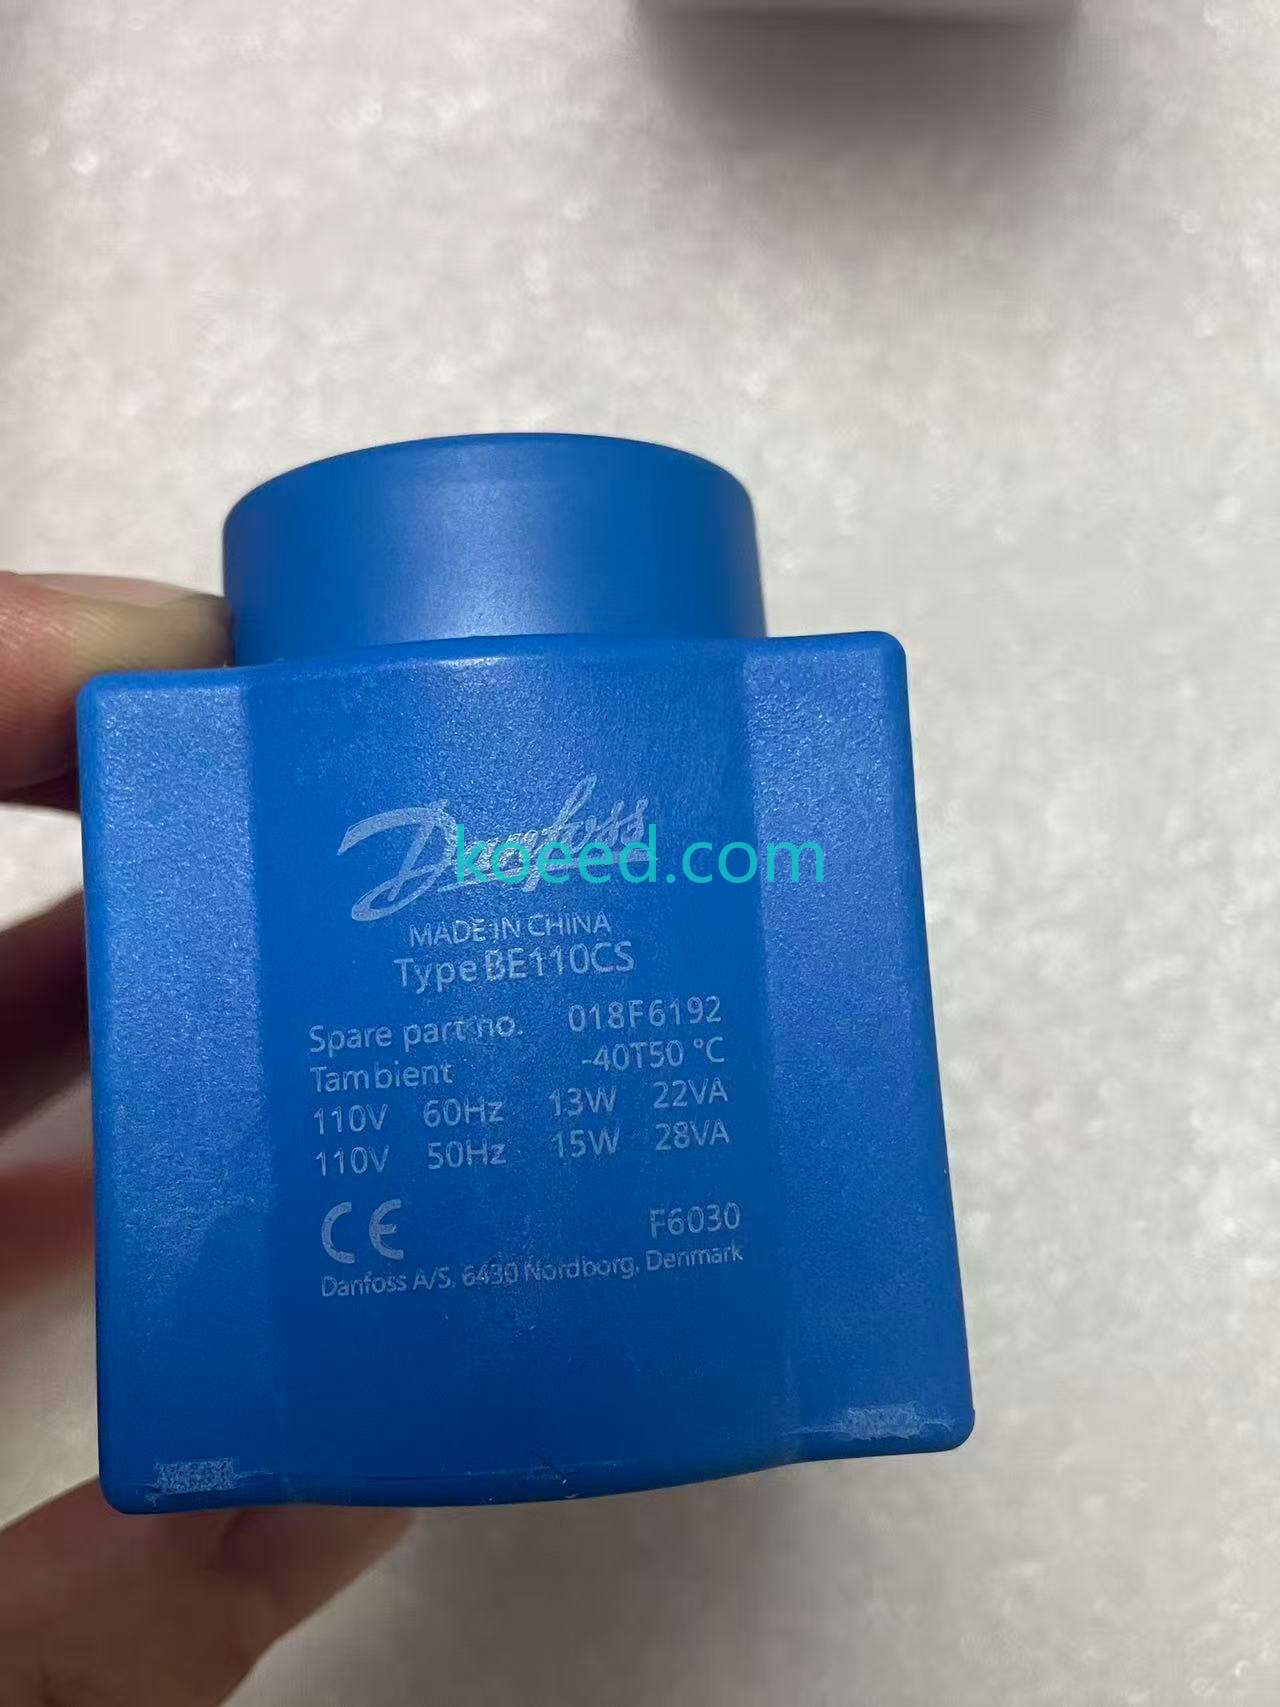 Danfoss
koeed.com
MADE IN CHINA
Type BE110CS
Spare part no. 018F6192
Tambient -40T50 °C
110V 60Hz 13W 22VA
110V 50Hz 15W 28VA
CE F6030
Danfoss A/S, 6430 Nordborg, Denmark